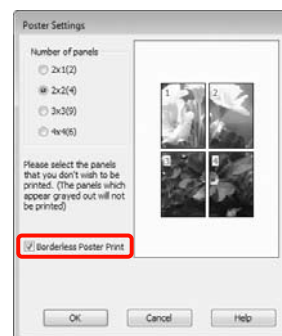 Poster Settings
Number of panels
2x1(2)
2x2(4)
3x3(9)
4x4(6)
Please select the panels
that you don't wish to be
printed. (The panels which
appear grayed out will not
be printed)
Borderless Poster Print
1
2
3
4
OK
Cancel
Help